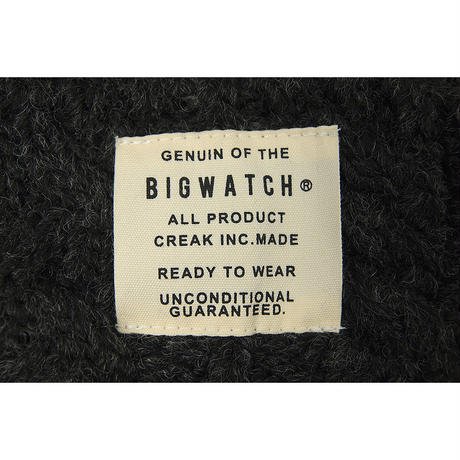 GENUIN OF THE
BIGWATCH®
ALL PRODUCT
CREAK INC.MADE
READY TO WEAR
UNCONDITIONAL
GUARANTEED.